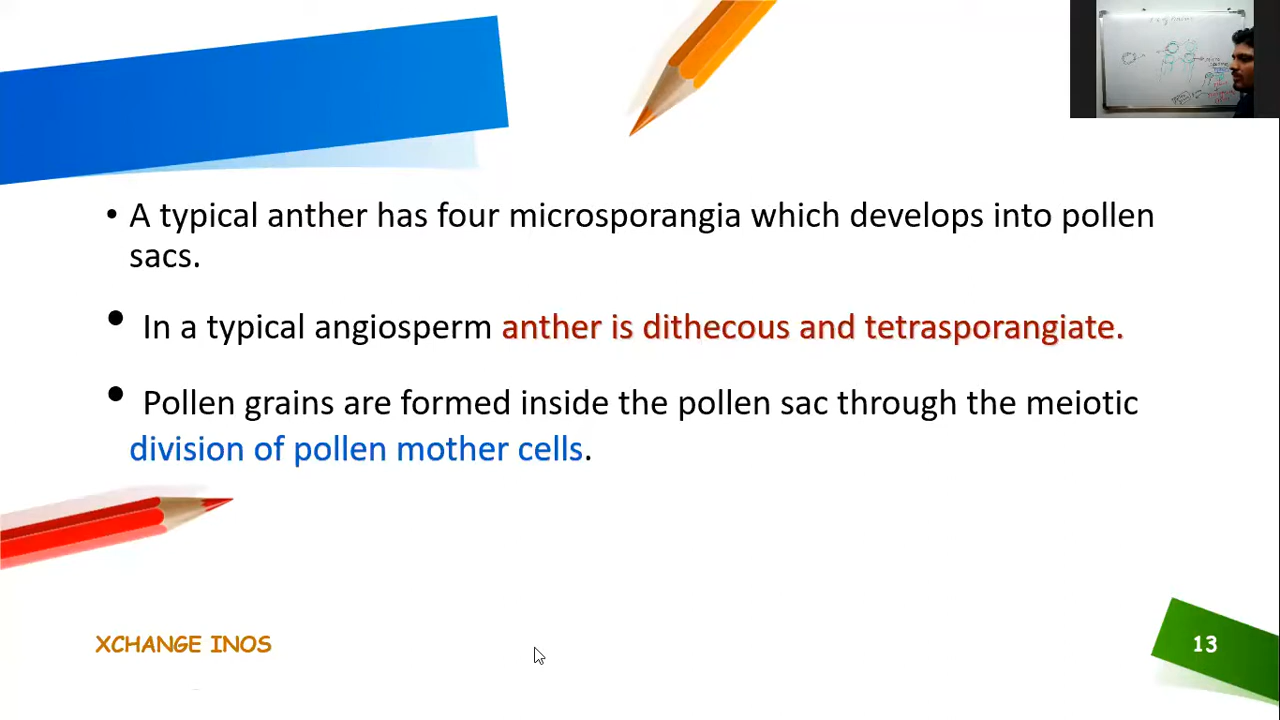 • A typical anther has four microsporangia which develops into pollen
sacs.
• In a typical angiosperm anther is dithecous and tetrasporangiate.
• Pollen grains are formed inside the pollen sac through the meiotic
division of pollen mother cells.
XCHANGE INOS
13